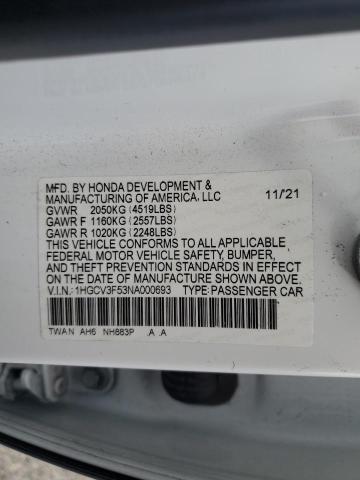 MFD. BY HONDA DEVELOPMENT &
MANUFACTURING OF AMERICA, LLC 11/21
GVWR 2050KG (4519LBS)
GAWR F 1160KG (2557LBS)
GAWR R 1020KG (2248LBS)
THIS VEHICLE CONFORMS TO ALL APPLICABLE
FEDERAL MOTOR VEHICLE SAFETY, BUMPER,
AND THEFT PREVENTION STANDARDS IN EFFECT
ON THE DATE OF MANUFACTURE SHOWN ABOVE.
V.I.N.: 1HGCV3F53NA000693 TYPE:PASSENGER CAR
TWAN AH6 NH883P A A